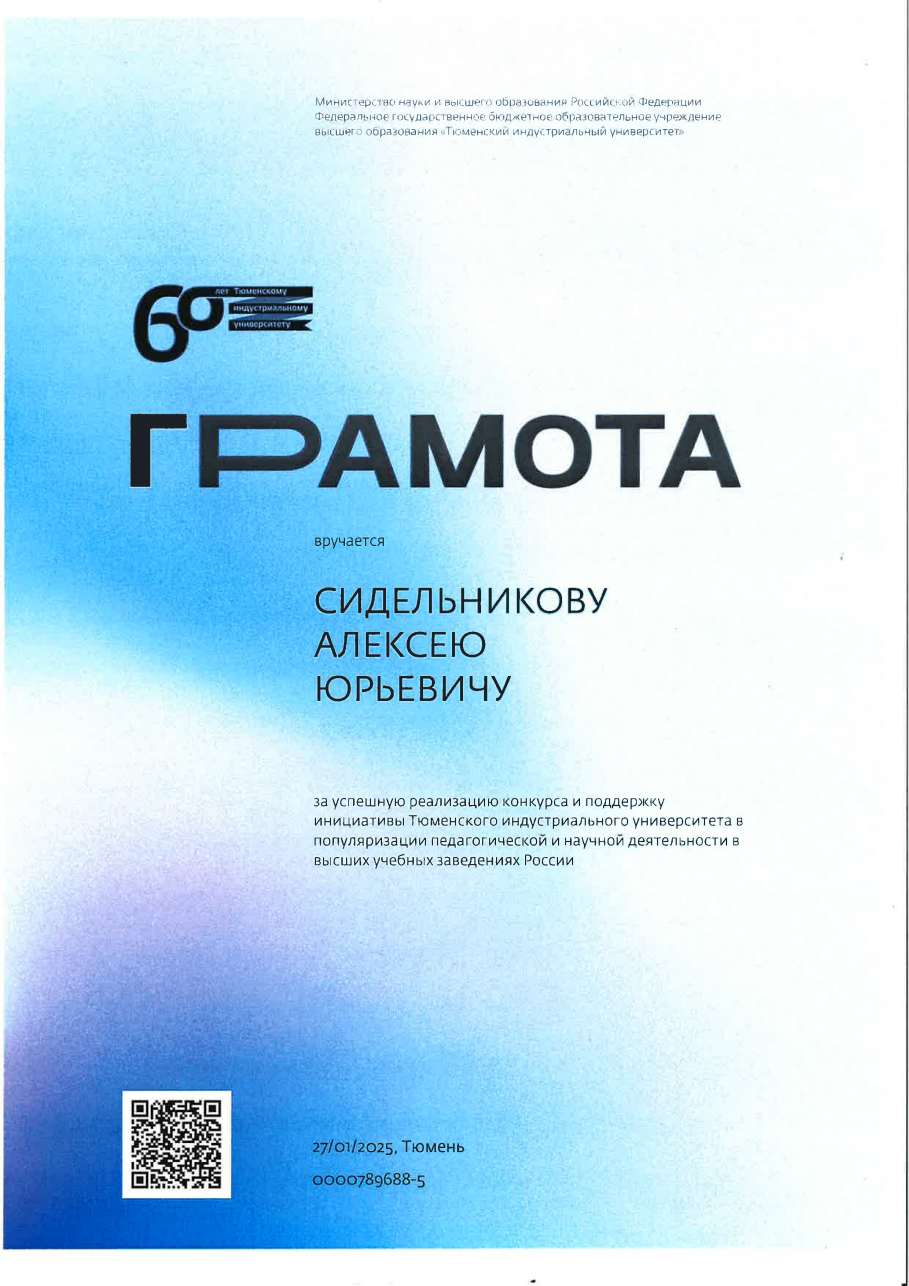 Министерство науки и высшего образования Российской Федерации
Федеральное государственное бюджетное образовательное учреждение
высшего образования «Тюменский индустриальный университет»
60
лет Тюменскому
индустриальному
университету
ГРАМОТА
вручается
СИДЕЛЬНИКОВУ
АЛЕКСЕЮ
ЮРЬЕВИЧУ
за успешную реализацию конкурса и поддержку
инициативы Тюменского индустриального университета в
популяризации педагогической и научной деятельности в
высших учебных заведениях России
27/01/2025, Тюмень
0000789688-5